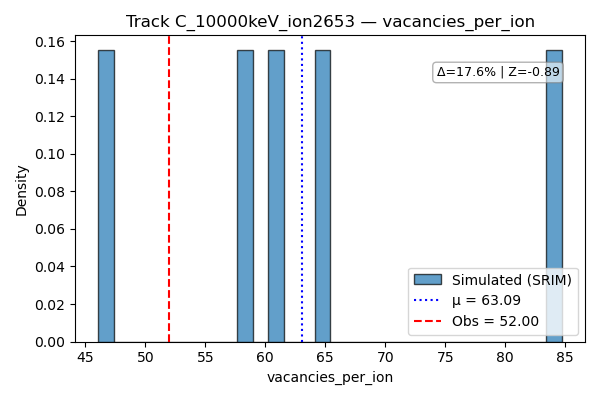 Track C_10000keV_ion2653 — vacancies_per_ion
Δ=17.6% | Z=-0.89
Density
0.16
0.14
0.12
0.10
0.08
0.06
0.04
0.02
0.00
Simulated (SRIM)
μ = 63.09
Obs = 52.00
45 50 55 60 65 70 75 80 85
vacancies_per_ion